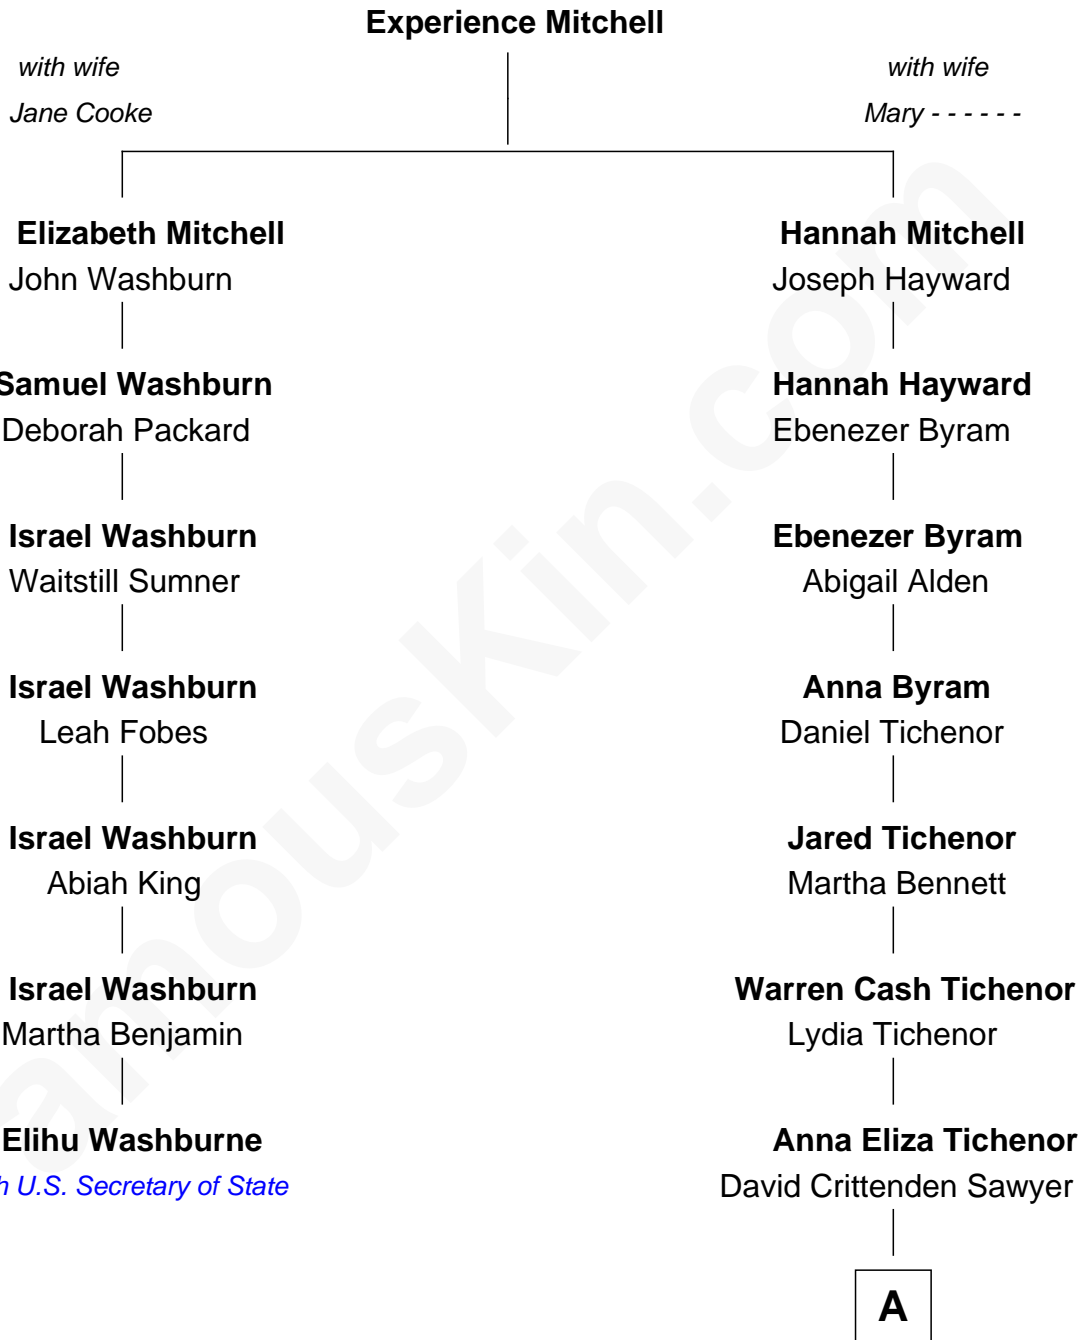 Experience Mitchell
with wife with wife
Jane Cooke Mary - - - - - -
Elizabeth Mitchell Hannah Mitchell
John Washburn Joseph Hayward
Samuel Washburn Hannah Hayward
Deborah Packard Ebenezer Byram
Israel Washburn Ebenezer Byram
Waitstill Sumner Abigail Alden
Israel Washburn Anna Byram
Leah Fobes Daniel Tichenor
Israel Washburn Jared Tichenor
Abiah King Martha Bennett
Israel Washburn Warren Cash Tichenor
Martha Benjamin Lydia Tichenor
Elihu Washburne Anna Eliza Tichenor
h U.S. Secretary of State David Crittenden Sawyer
A
amouskin.com